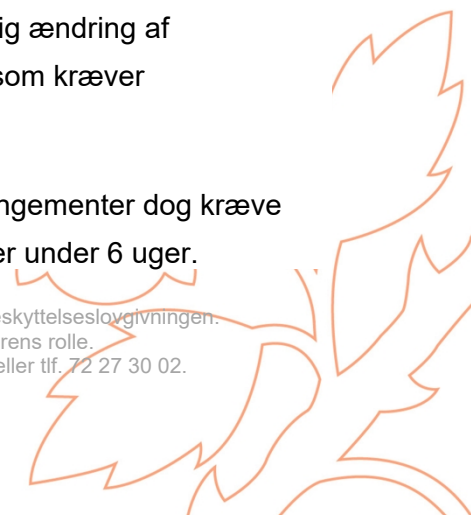 ig ændring af
som kræver
ngementer dog kræve
er under 6 uger.
eskyttelseslovgivningen.
rens rolle.
eller tlf. 72 27 30 02.